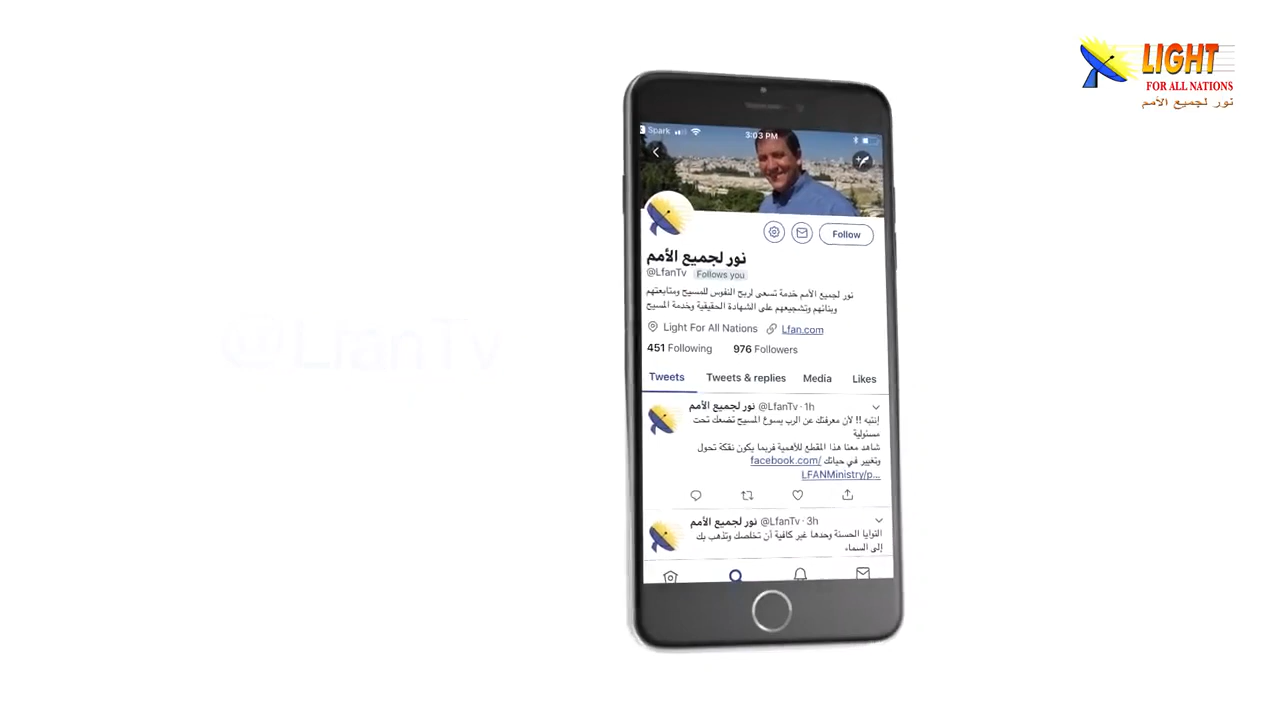 LIGHT
FOR ALL NATIONS
نور لجميع الأمم
Spark
3:03 PM
Follow
نور لجميع الأمم
@LfanTv Follows you
نور لجميع الأمم خدمة تسعى لربح النفوس للمسيح ومتابعتهم
وبنائهم وتشجيعهم على الشهادة الحقيقية وخدمة المسيح
Light For All Nations Lfan.com
451 Following 976 Followers
Tweets Tweets & replies Media Likes
نور لجميع الأمم @LfanTv · 1h
إنتبه !! لأن معرفتك عن الرب يسوع المسيح تضعك تحت
مسئولية
شاهد معنا هذا المقطع للأهمية فربما يكون نقكة تحول
وتغيير في حياتك facebook.com/
LFANMinistry/p...
نور لجميع الأمم @LfanTv · 3h
النوايا الحسنة وحدها غير كافية أن تخلصك وتذهب بك
إلى السماء
@LfanTv